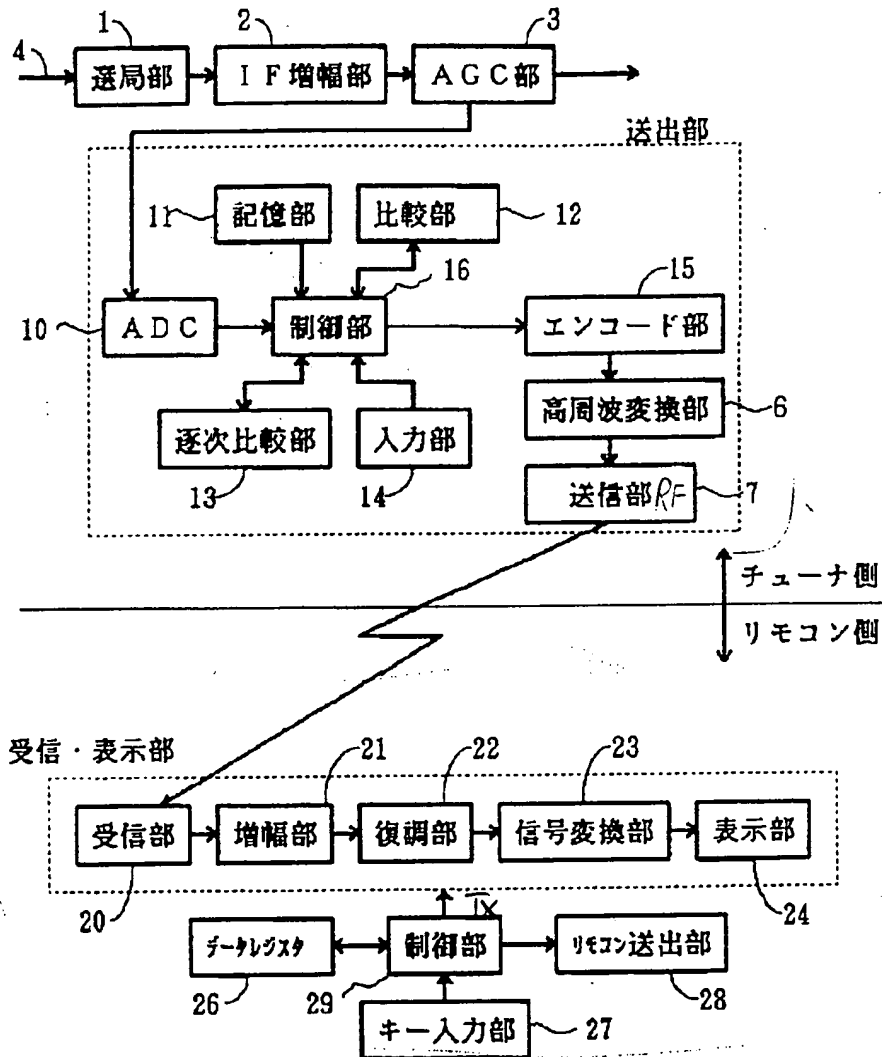 1
2
3
4
選局部
IF増幅部
AGC部
送出部
11
記憶部
比較部
12
16
15
10
ADC
制御部
エンコード部
高周波変換部
6
逐次比較部
入力部
13
14
送信部RF
7
チューナ側
リモコン側
受信・表示部
21
22
23
受信部
増幅部
復調部
信号変換部
表示部
20
24
TX
データレジスタ
制御部
リモコン送出部
26
29
28
キー入力部
27